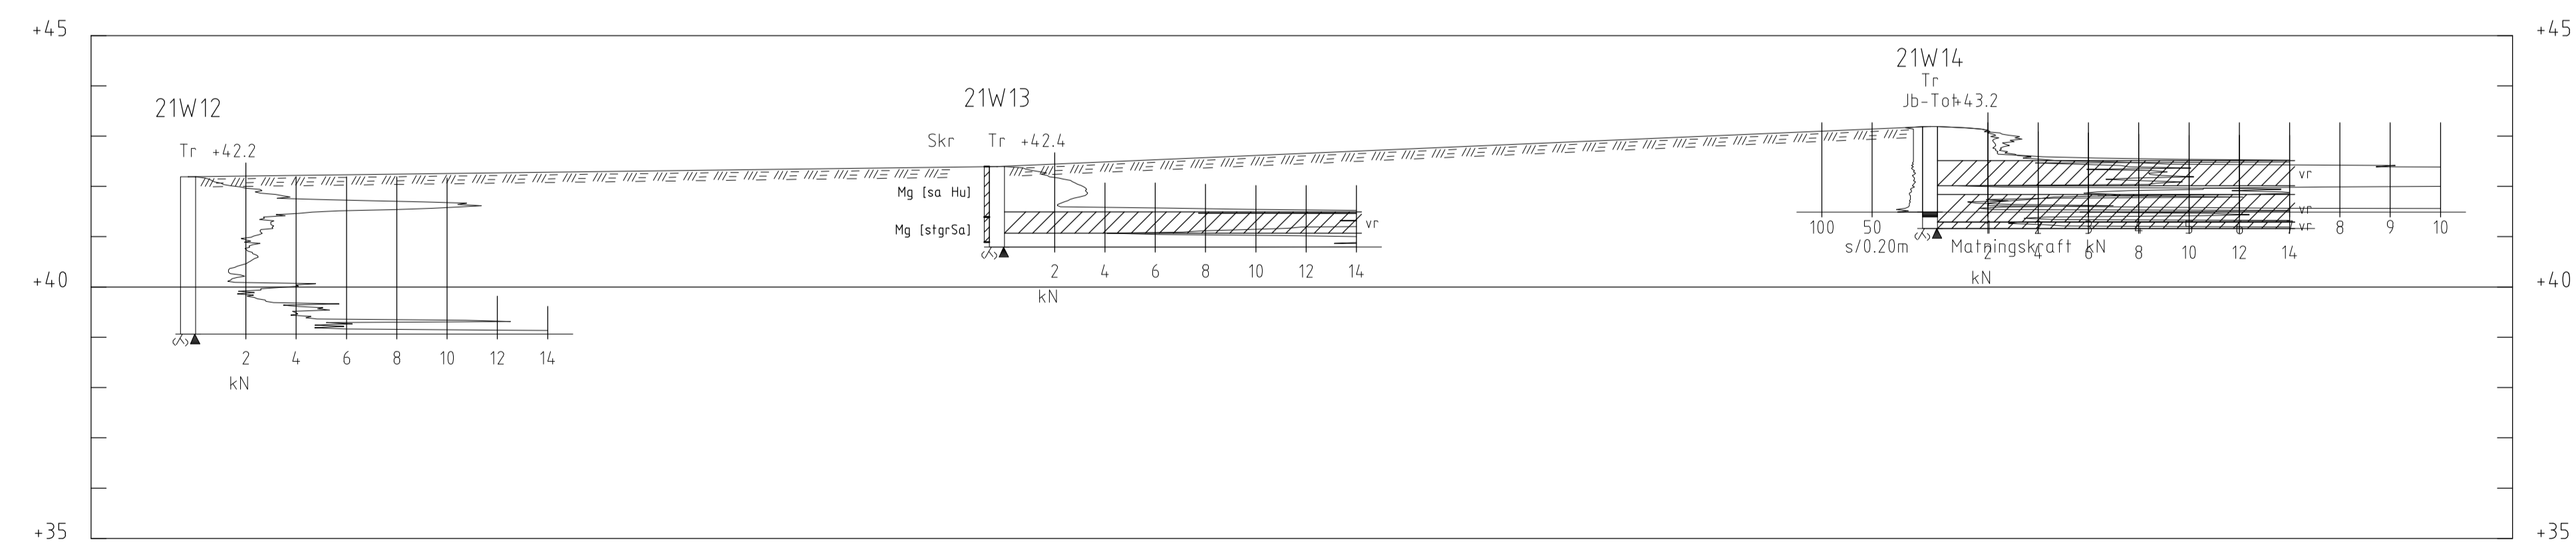 +45
+45
21W14
Tr
Jb-Tot+43.2
21W13
21W12
Skr Tr +42.4
Tr +42.2
Mg [sa Hu]
Mg [stgrSa]
vr
vr
vr
vr
100 50
2 4 6 8 9 10
s/0.20m Matningskraft kN
2 4 6 8 10 12 14
kN
2 4 6 8 10 12 14
kN
+40
+40
2 4 6 8 10 12 14
kN
+35
+35